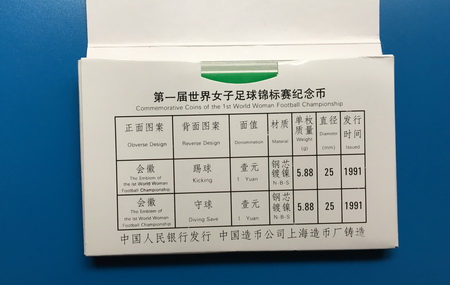 第一届世界女子足球锦标赛纪念币
Commemorative Coins of the 1st World Woman Football Championship
正面图案 背面图案 面值 材质 单枚质量 直径 发行时间
Obverse Design Reverse Design Denomination Material Weight (g) Diameter (mm) Issued
会徽 踢球 壹元 钢芯镀镍 5.88 25 1991
The Emblem of the 1st World Woman Football Championship Kicking 1. Yuan N-B-S
会徽 守球 壹元 钢芯镀镍 5.88 25 1991
The Emblem of the 1st World Woman Football Championship Diving Save 1. Yuan N-B-S
中国人民银行发行 中国造币公司上海造币厂铸造